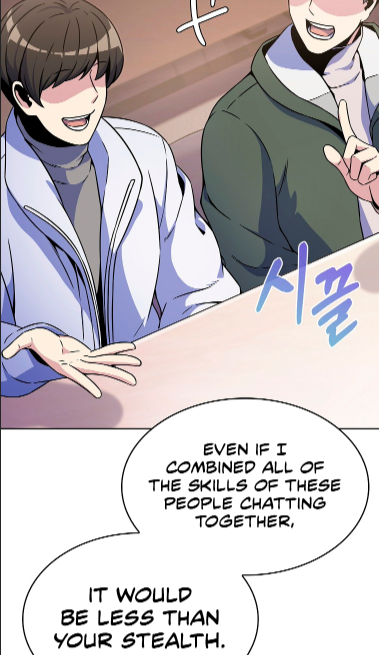 시끌
EVEN IF I
COMBINED ALL OF
THE SKILLS OF THESE
PEOPLE CHATTING
TOGETHER,
IT WOULD
BE LESS THAN
YOUR STEALTH.